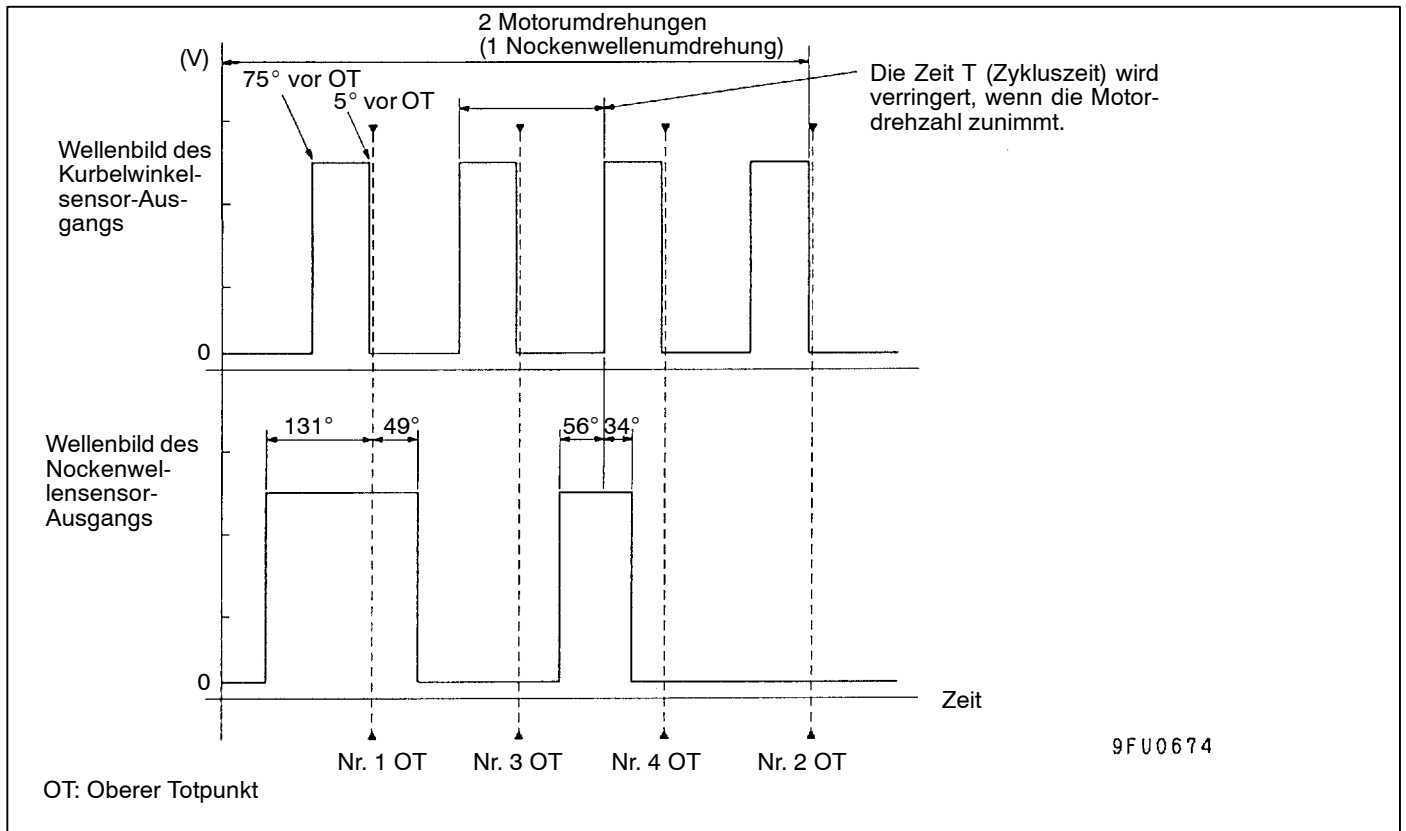 2 Motorumdrehungen
(1 Nockenwellenumdrehung)
(V)
75° vor OT
5° vor OT
Die Zeit T (Zykluszeit) wird
verringert, wenn die Motor-
drehzahl zunimmt.
Wellenbild des
Kurbelwinkel-
sensor-Aus-
gangs
0
131°
49°
56°
34°
Wellenbild des
Nockenwel-
lensensor-
Ausgangs
0
Zeit
Nr. 1 OT
Nr. 3 OT
Nr. 4 OT
Nr. 2 OT
9FU0674
OT: Oberer Totpunkt